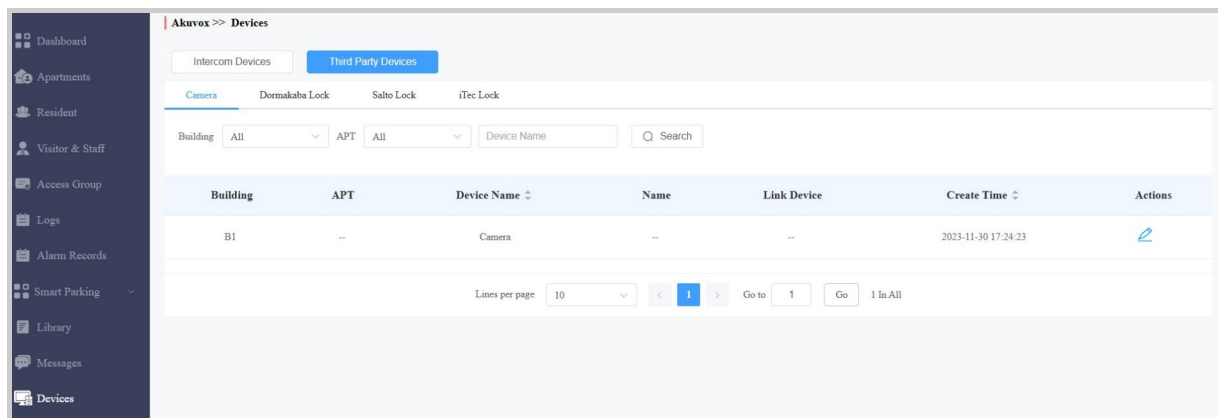 Akuvox >> Devices
Dashboard
Apartments
Resident
Visitor & Staff
Access Group
Logs
Alarm Records
Smart Parking
Library
Messages
Devices
Intercom Devices Third Party Devices
Camera Dormakaba Lock Salto Lock iTec Lock
Building All APT All Device Name Search
Building APT Device Name Name Link Device Create Time Actions
B1 -- Camera -- -- 2023-11-30 17:24:23
Lines per page 10 < 1 > Go to 1 Go 1 In All